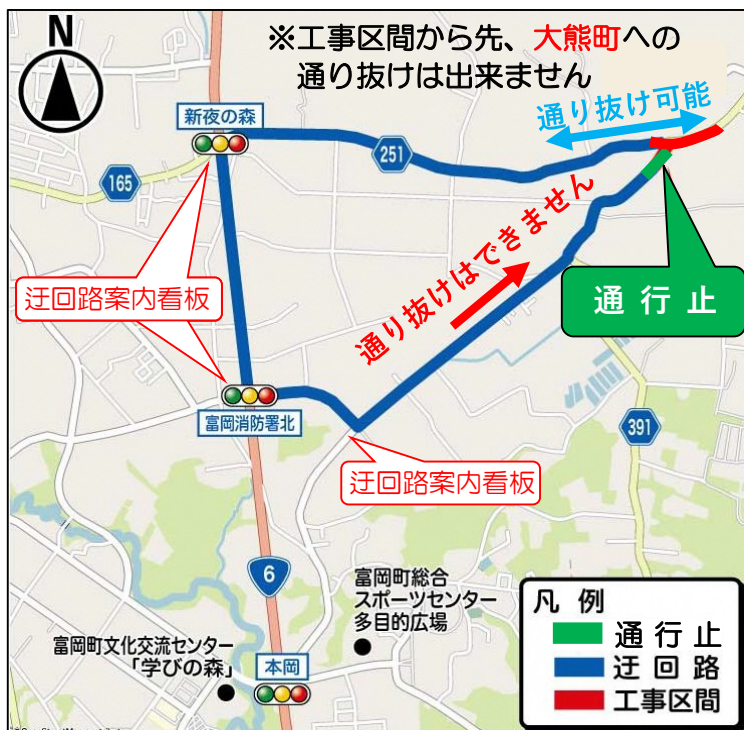 N
※工事区間から先、大熊町への
通り抜けは出来ません
通り抜け可能
新夜の森
251
165
通り抜けはできません
迂回路案内看板
通行止
富岡消防署北
391
迂回路案内看板
6
富岡町総合
スポーツセンター
多目的広場
富岡町文化交流センター
「学びの森」
本岡
凡例
通行止
迂回路
工事区間